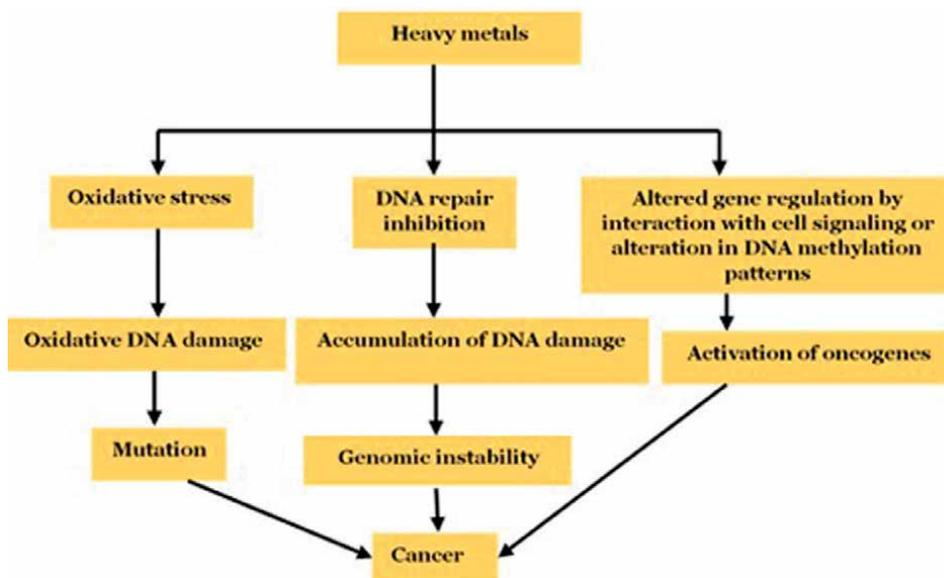 Heavy metals
Oxidative stress
DNA repair
inhibition
Altered gene regulation by
interaction with cell signaling or
alteration in DNA methylation
patterns
Oxidative DNA damage
Accumulation of DNA damage
Activation of oncogenes
Mutation
Genomic instability
Cancer